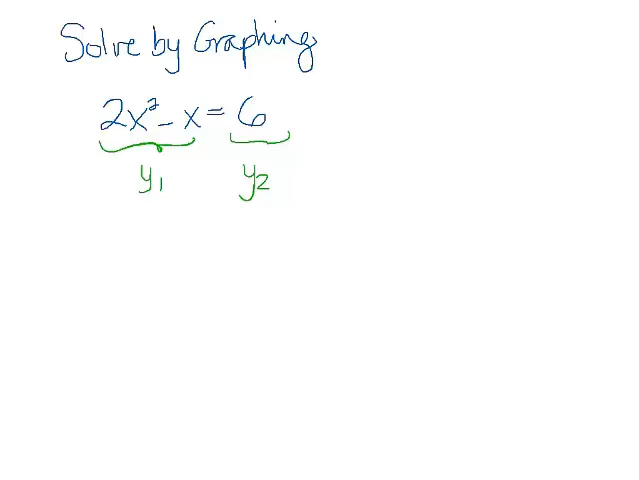 Solve by Graphing
2x² - x = 6
y1 y2